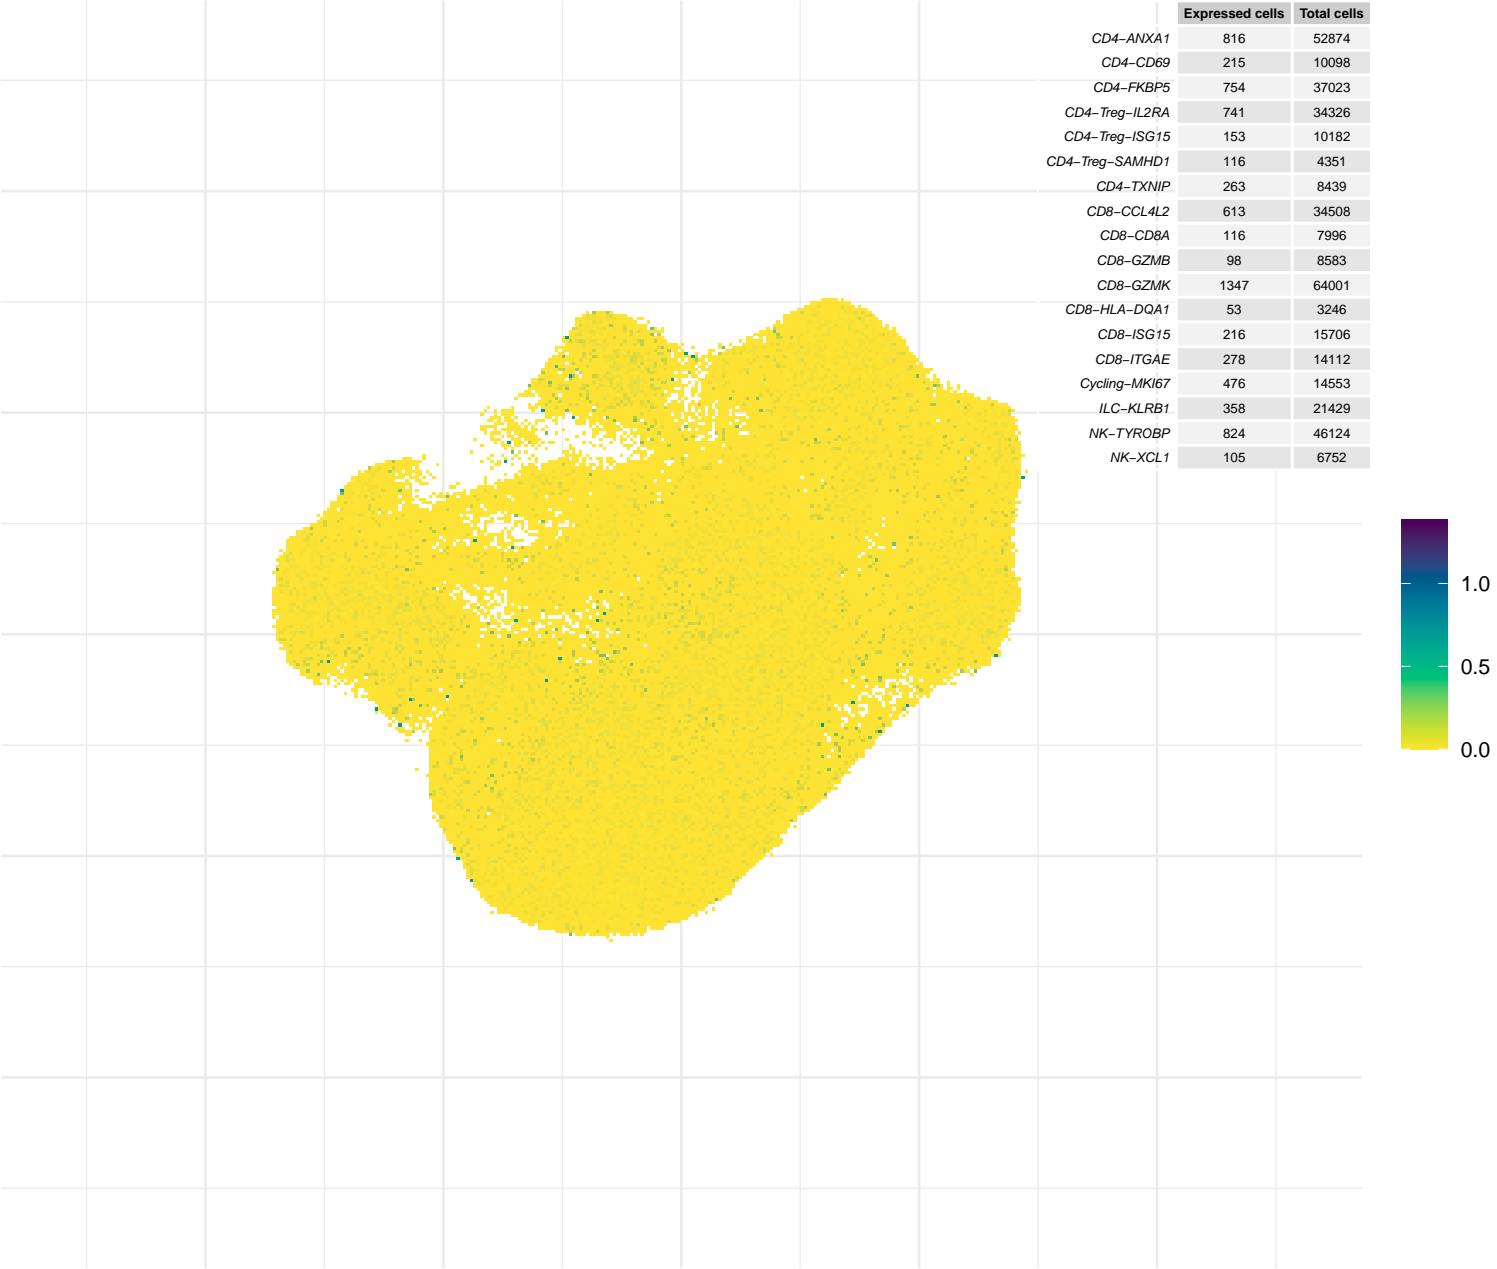 Expressed cells Total cells
CD4−ANXA1 816 52874
CD4−CD69 215 10098
CD4−FKBP5 754 37023
CD4−Treg−IL2RA 741 34326
CD4−Treg−ISG15 153 10182
CD4−Treg−SAMHD1 116 4351
CD4−TXNIP 263 8439
CD8−CCL4L2 613 34508
CD8−CD8A 116 7996
CD8−GZMB 98 8583
CD8−GZMK 1347 64001
CD8−HLA−DQA1 53 3246
CD8−ISG15 216 15706
CD8−ITGAE 278 14112
Cycling−MKI67 476 14553
ILC−KLRB1 358 21429
NK−TYROBP 824 46124
NK−XCL1 105 6752
1.0
0.5
0.0